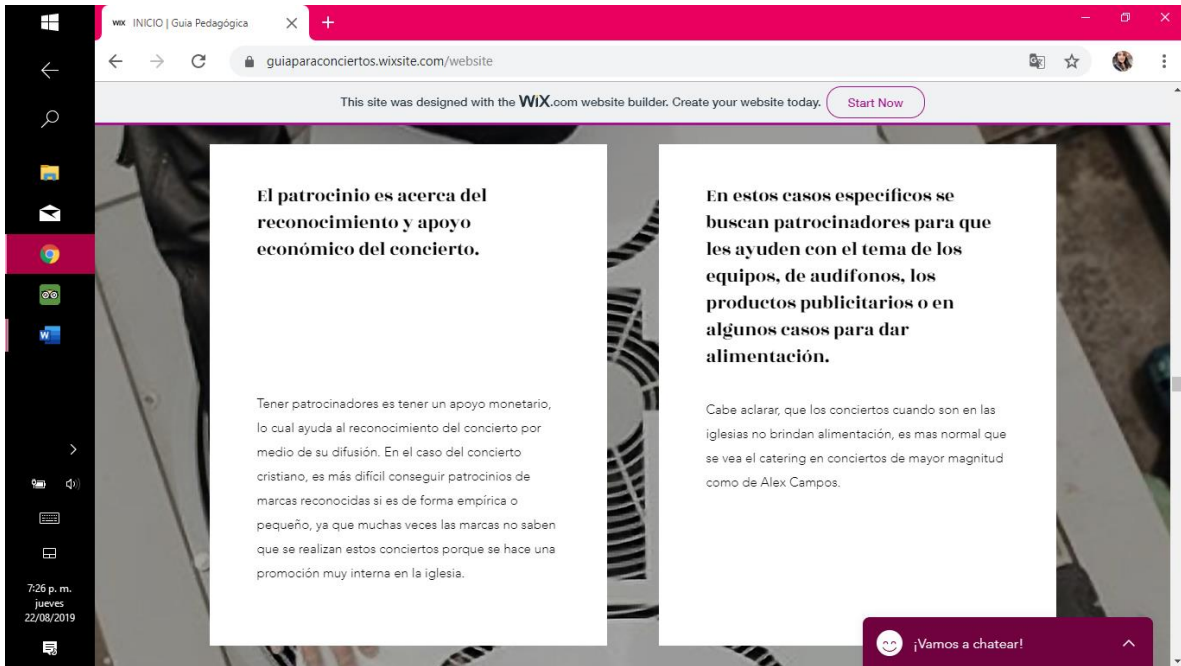 WiX INICIO | Guia Pedagógica
guiaparaconciertos.wixsite.com/website
This site was designed with the WiX.com website builder. Create your website today. Start Now
El patrocinio es acerca del
reconocimiento y apoyo
económico del concierto.
Tener patrocinadores es tener un apoyo monetario,
lo cual ayuda al reconocimiento del concierto por
medio de su difusión. En el caso del concierto
cristiano, es más difícil conseguir patrocinios de
marcas reconocidas si es de forma empírica o
pequeño, ya que muchas veces las marcas no saben
que se realizan estos conciertos porque se hace una
promoción muy interna en la iglesia.
En estos casos específicos se
buscan patrocinadores para que
les ayuden con el tema de los
equipos, de audífonos, los
productos publicitarios o en
algunos casos para dar
alimentación.
Cabe aclarar, que los conciertos cuando son en las
iglesias no brindan alimentación, es mas normal que
se vea el catering en conciertos de mayor magnitud
como de Alex Campos.
¡Vamos a chatear!
7:26 p. m.
jueves
22/08/2019